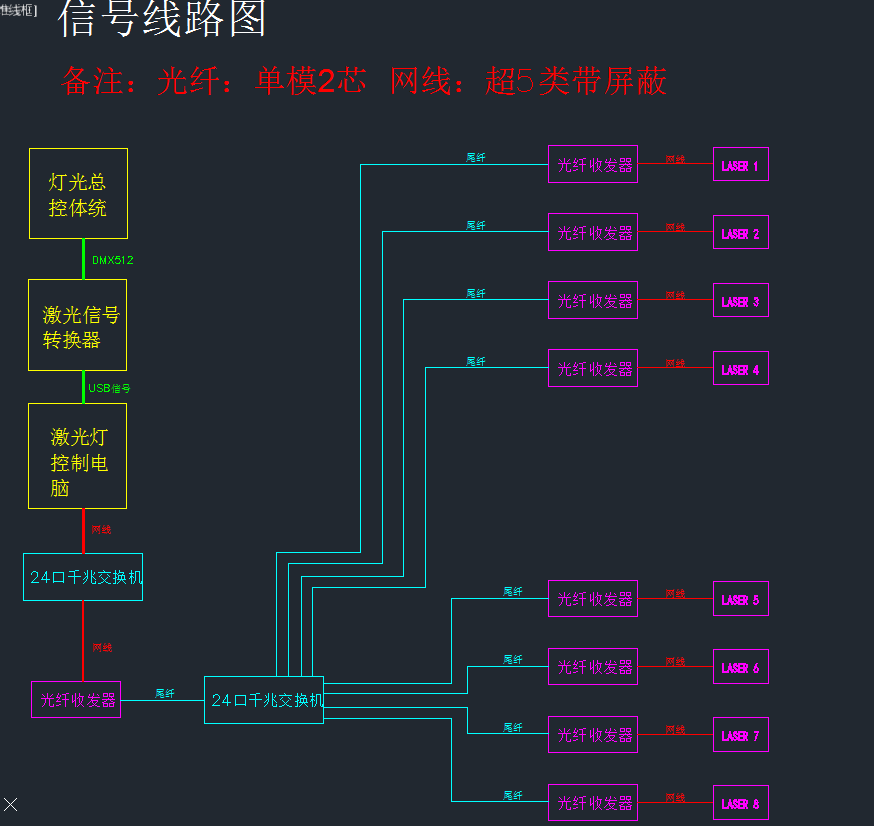 信号线路图
备注：光纤：单模2芯 网线：超5类带屏蔽
灯光总
控体统
DMX512
激光信号
转换器
USB信号
激光灯
控制电
脑
网线
24口千兆交换机
网线
光纤收发器
尾纤
24口千兆交换机
尾纤
光纤收发器
网线
LASER 1
尾纤
光纤收发器
网线
LASER 2
尾纤
光纤收发器
网线
LASER 3
尾纤
光纤收发器
网线
LASER 4
尾纤
光纤收发器
网线
LASER 5
尾纤
光纤收发器
网线
LASER 6
尾纤
光纤收发器
网线
LASER 7
尾纤
光纤收发器
网线
LASER 8